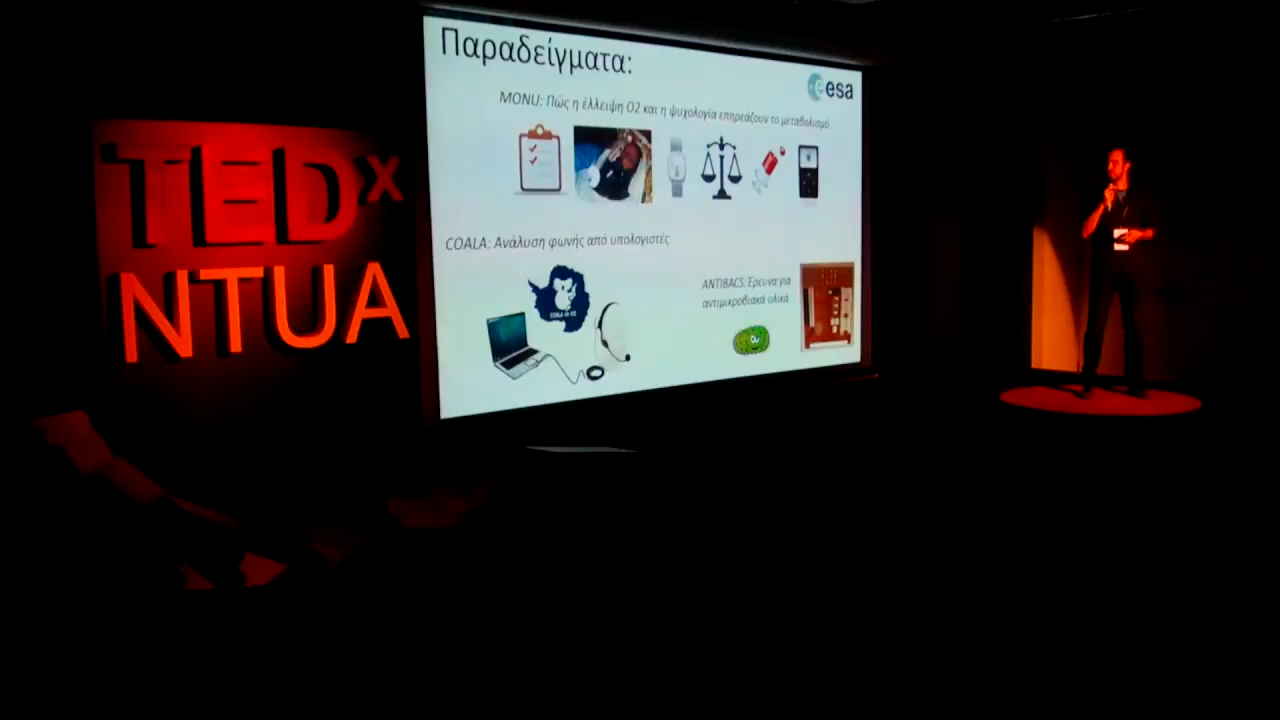 TEDx
NTUA
Παραδείγματα:
esa
MONU: Πώς η έλλειψη O2 και η ψυχολογία επηρεάζουν το μεταβολισμό
COALA: Ανάλυση φωνής από υπολογιστές
ANTIBACS: Έρευνα για
αντιμικροβιακά υλικά